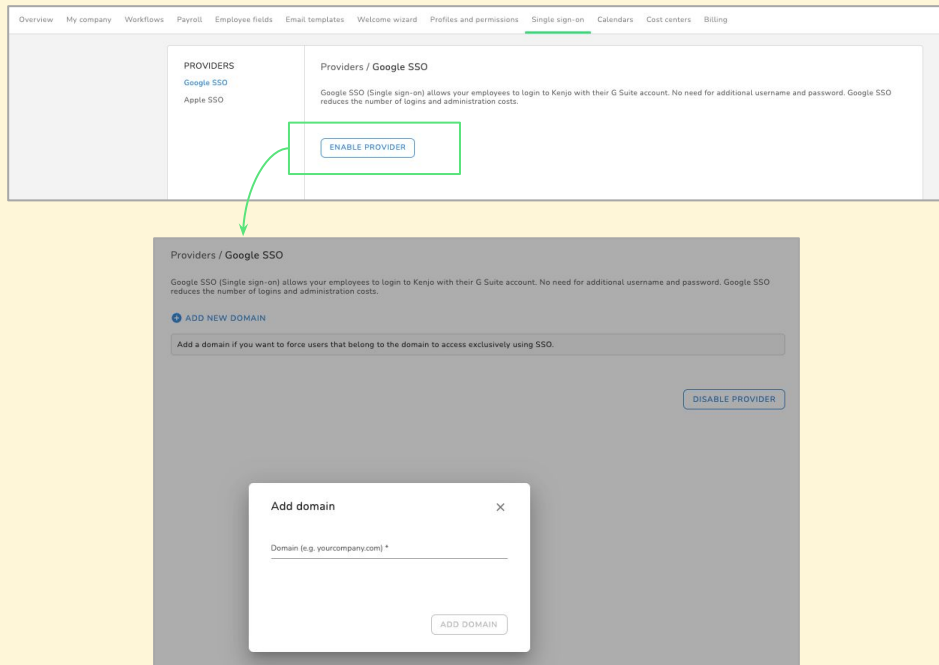 Overview My company Workflows Payroll Employee fields Email templates Welcome wizard Profiles and permissions Single sign-on Calendars Cost centers Billing
PROVIDERS
Google SSO
Apple SSO
Providers / Google SSO
Google SSO (Single sign-on) allows your employees to login to Kenjo with their G Suite account. No need for additional username and password. Google SSO
reduces the number of logins and administration costs.
ENABLE PROVIDER
Providers / Google SSO
Google SSO (Single sign-on) allows your employees to login to Kenjo with their G Suite account. No need for additional username and password. Google SSO
reduces the number of logins and administration costs.
ADD NEW DOMAIN
Add a domain if you want to force users that belong to the domain to access exclusively using SSO.
DISABLE PROVIDER
Add domain
Domain (e.g. yourcompany.com) *
ADD DOMAIN